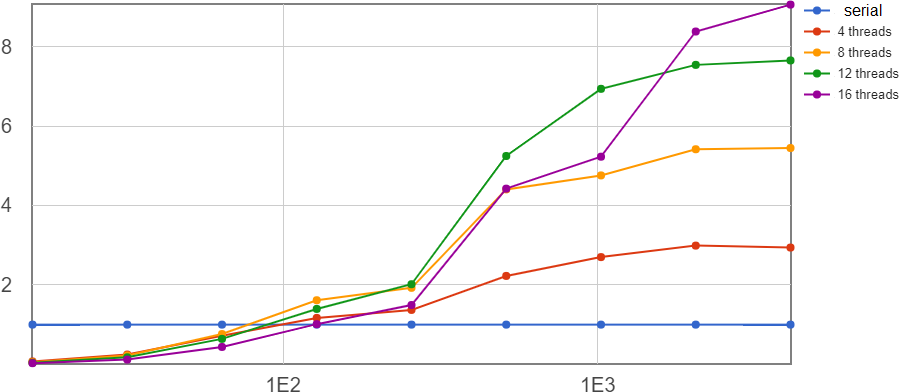 8
6
4
2
1E2
1E3
serial
4 threads
8 threads
12 threads
16 threads